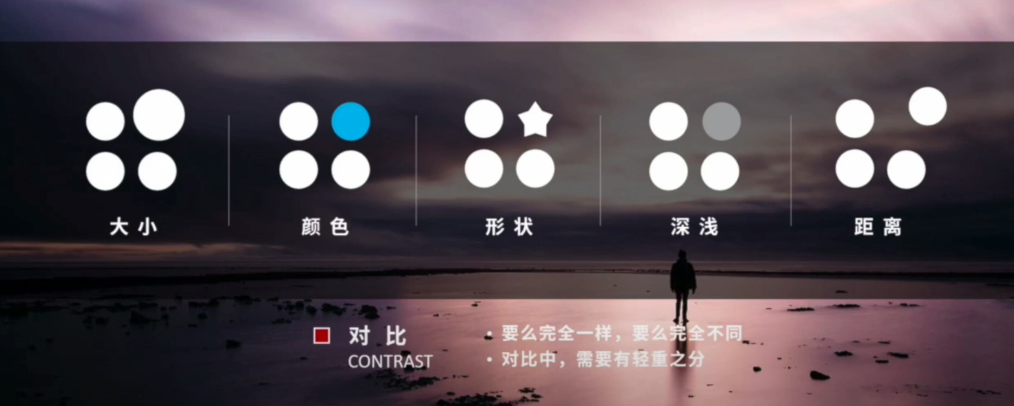 大小
颜色
形状
深浅
距离
对比
CONTRAST
• 要么完全一样，要么完全不同
• 对比中，需要有轻重之分